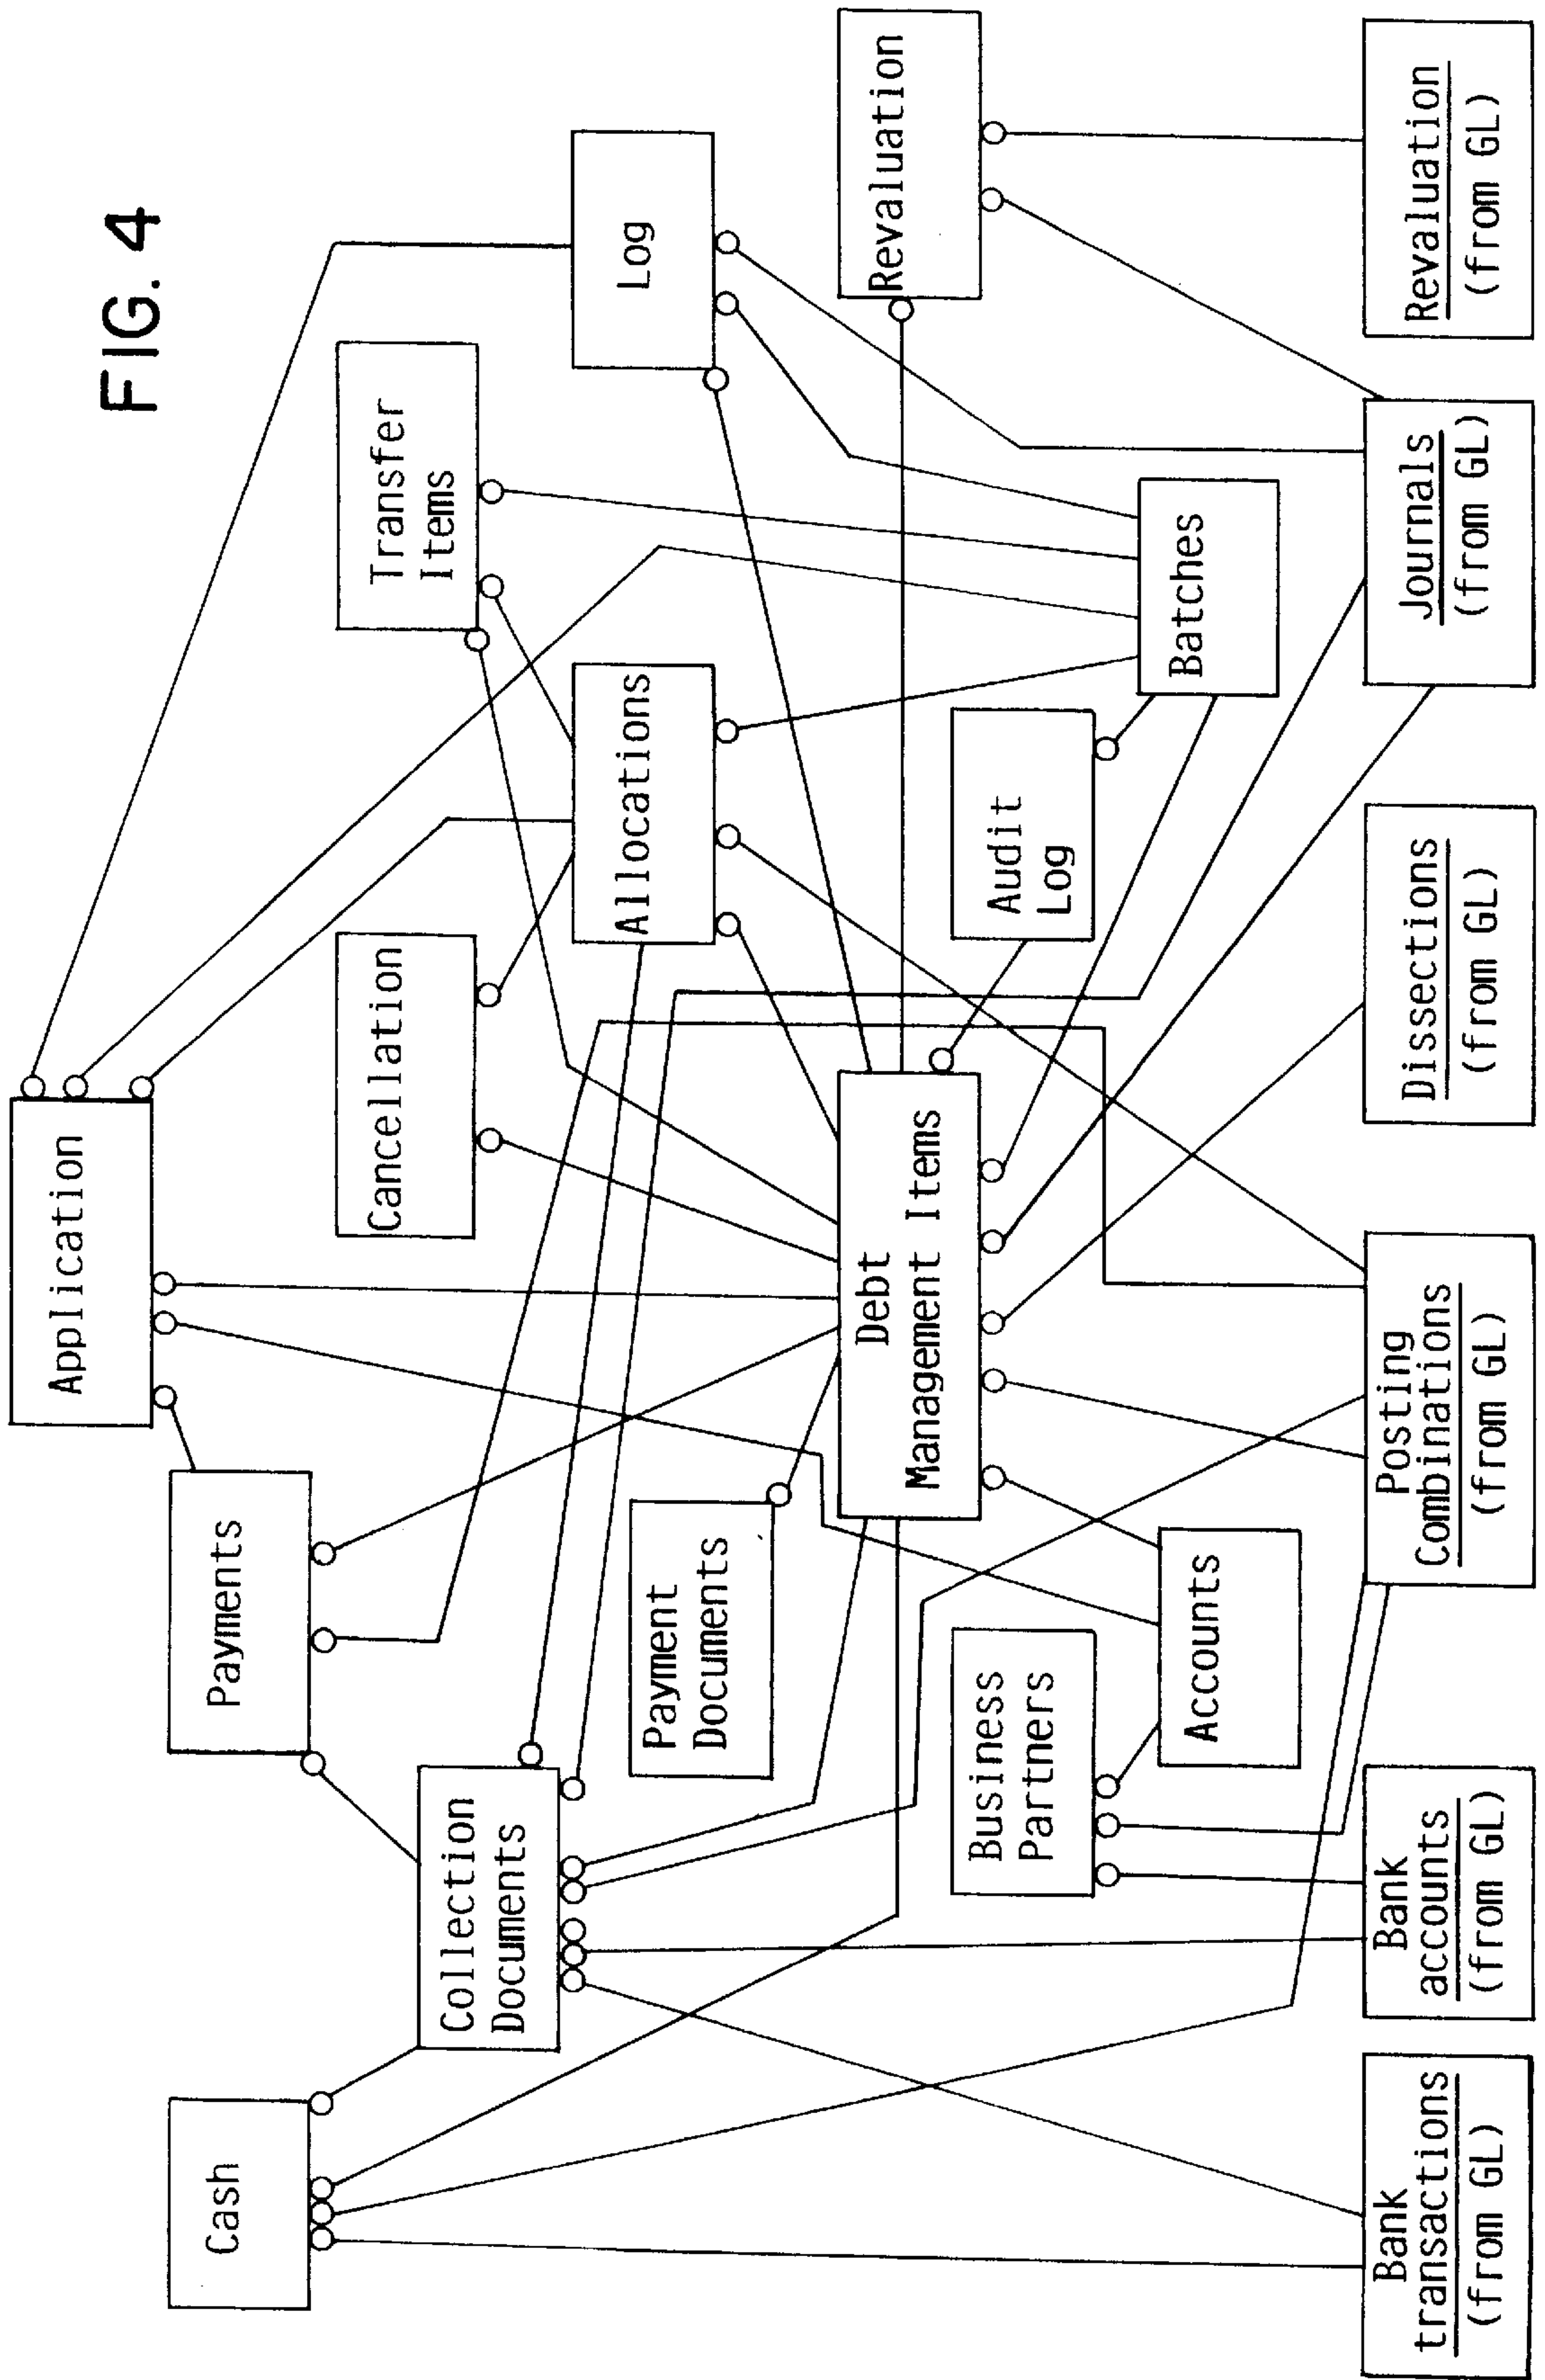 FIG. 4
Application
Cash
Payments
Cancellation
Transfer
Items
Collection
Documents
Payment
Documents
Allocations
Log
Debt
Management Items
Revaluation
Business
Partners
Audit
Log
Accounts
Batches
Bank
transactions
(from GL)
Bank
accounts
(from GL)
Posting
Combinations
(from GL)
Dissections
(from GL)
Journals
(from GL)
Revaluation
(from GL)